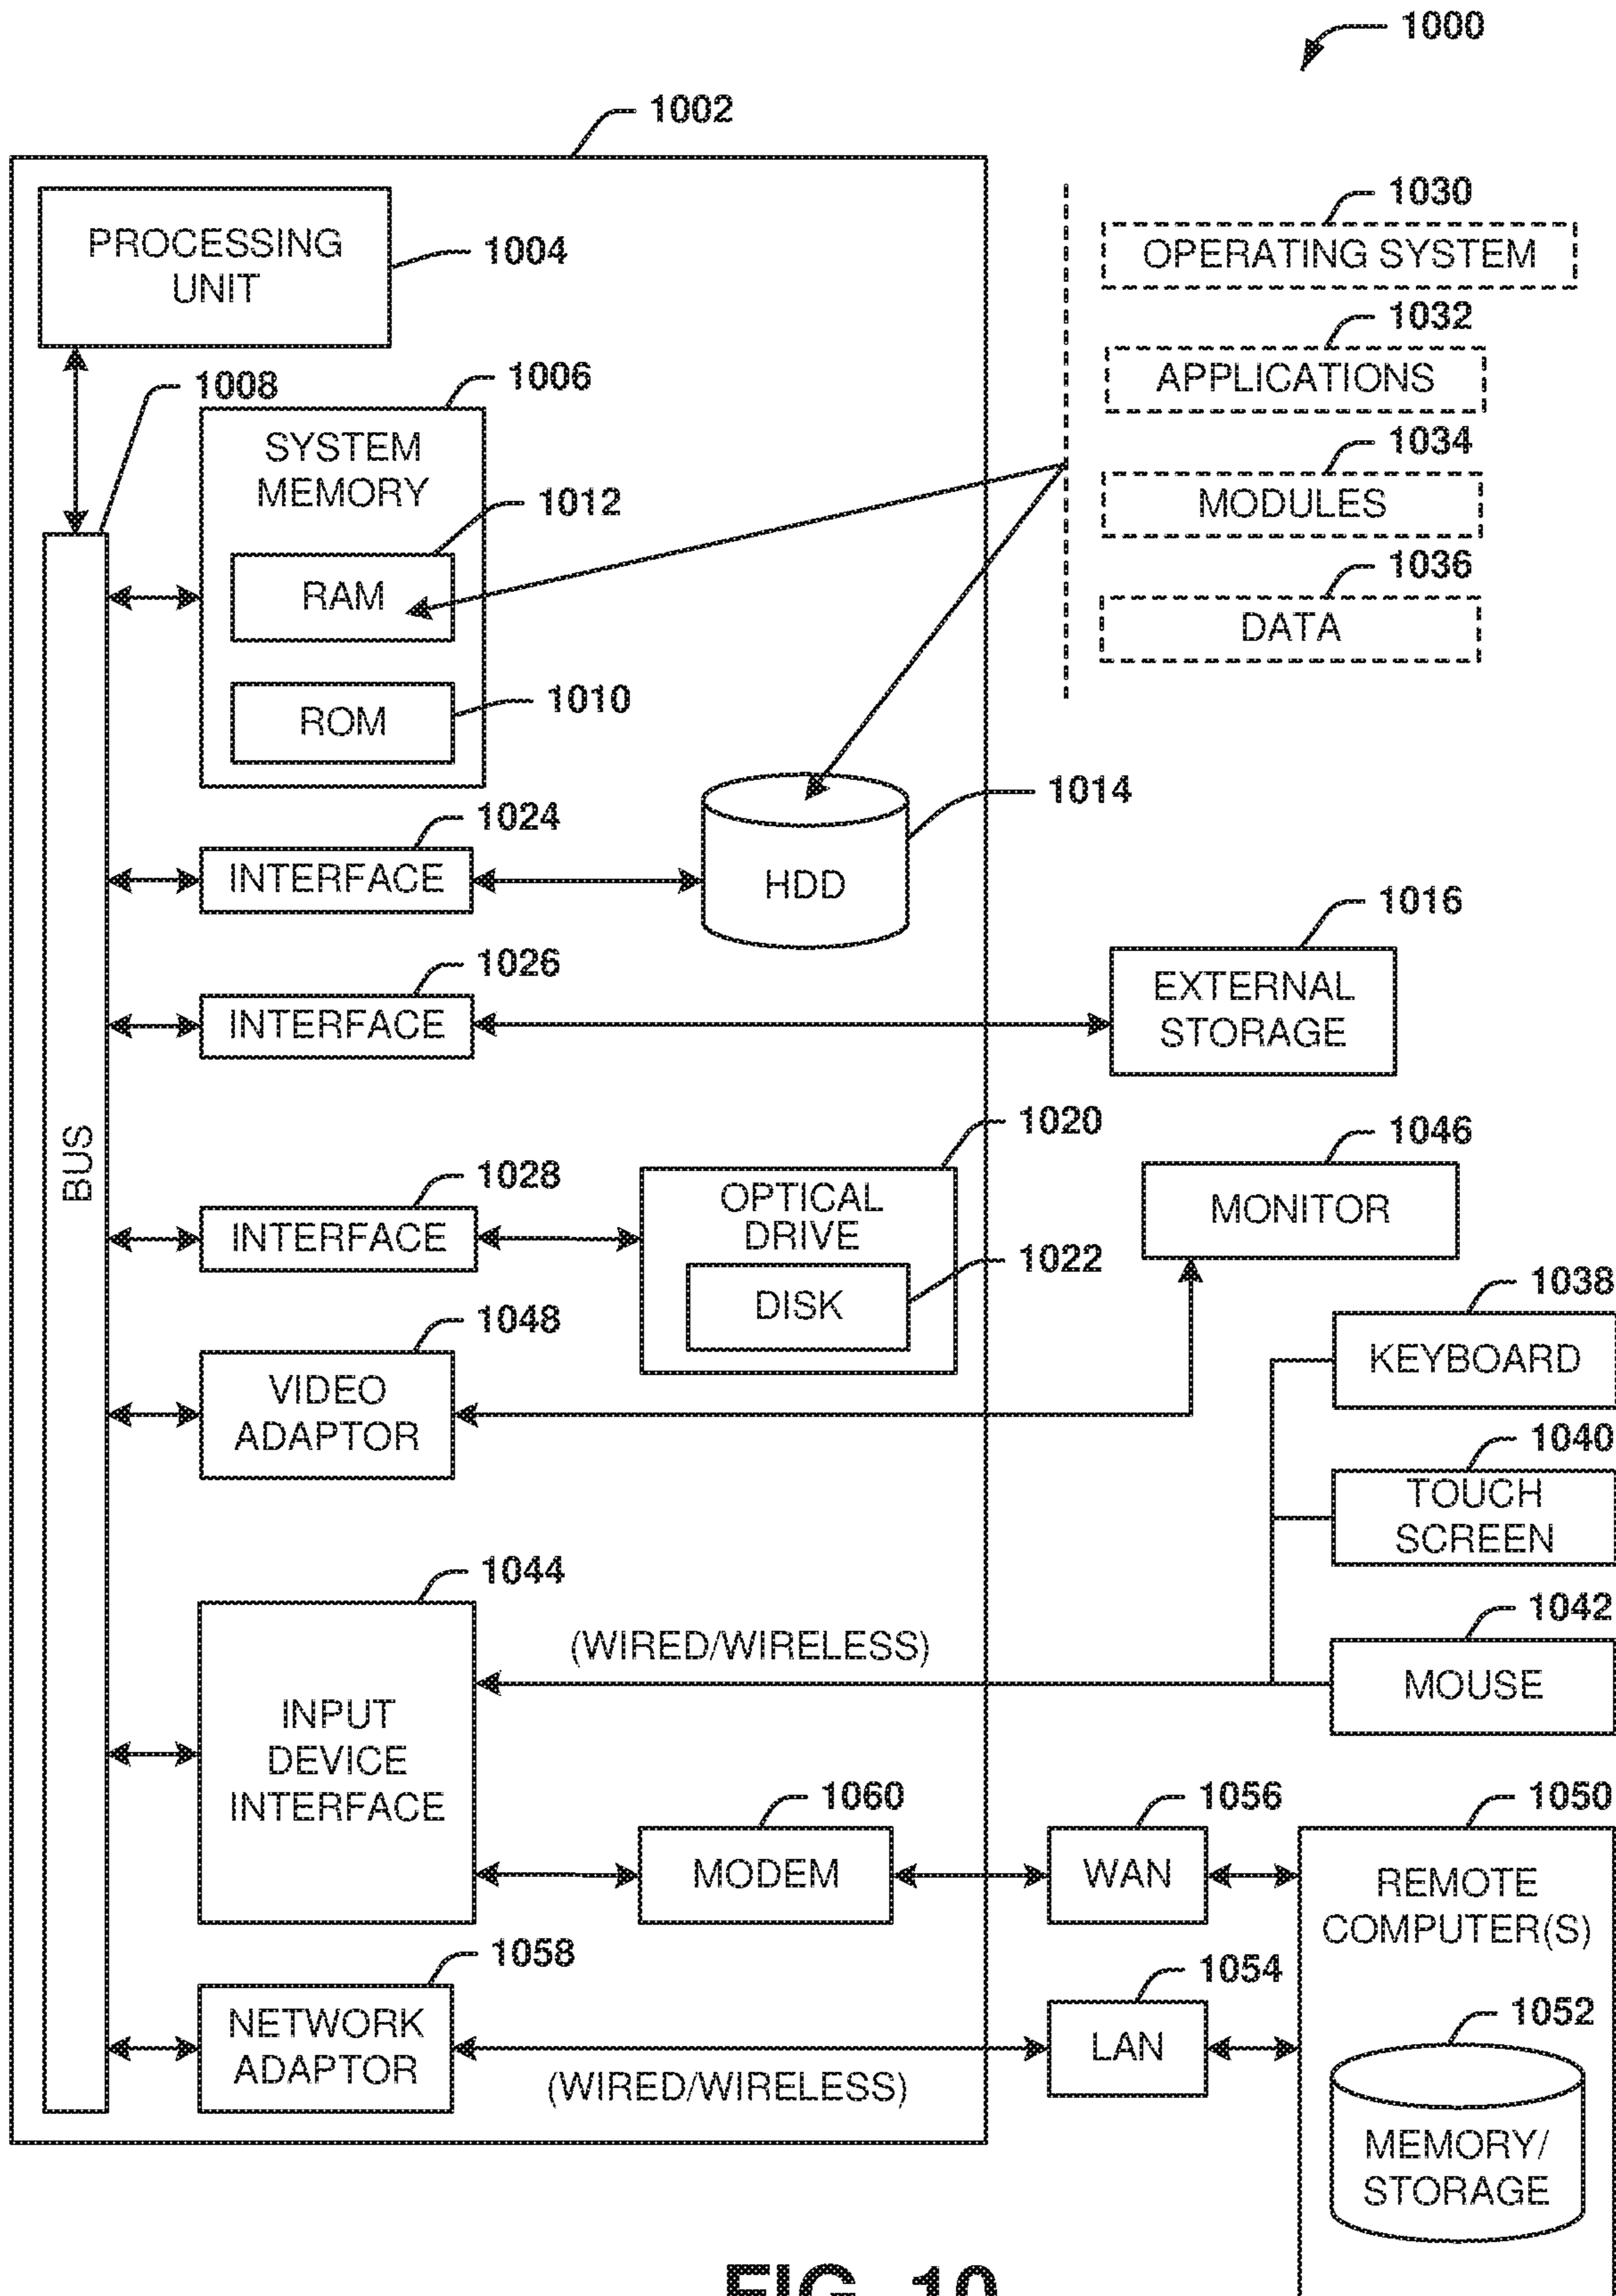 1000
1002
PROCESSING
UNIT
1004
1030
OPERATING SYSTEM
1032
APPLICATIONS
1034
MODULES
1036
DATA
1008
1006
SYSTEM
MEMORY
1012
RAM
ROM
1010
1024
INTERFACE
HDD
1014
1026
INTERFACE
1016
EXTERNAL
STORAGE
BUS
1028
INTERFACE
1020
OPTICAL
DRIVE
1022
DISK
1046
MONITOR
1048
VIDEO
ADAPTOR
1038
KEYBOARD
1040
TOUCH
SCREEN
1042
MOUSE
1044
INPUT
DEVICE
INTERFACE
(WIRED/WIRELESS)
1060
MODEM
1056
WAN
1050
REMOTE
COMPUTER(S)
1058
NETWORK
ADAPTOR
(WIRED/WIRELESS)
1054
LAN
1052
MEMORY/
STORAGE
FIG. 10